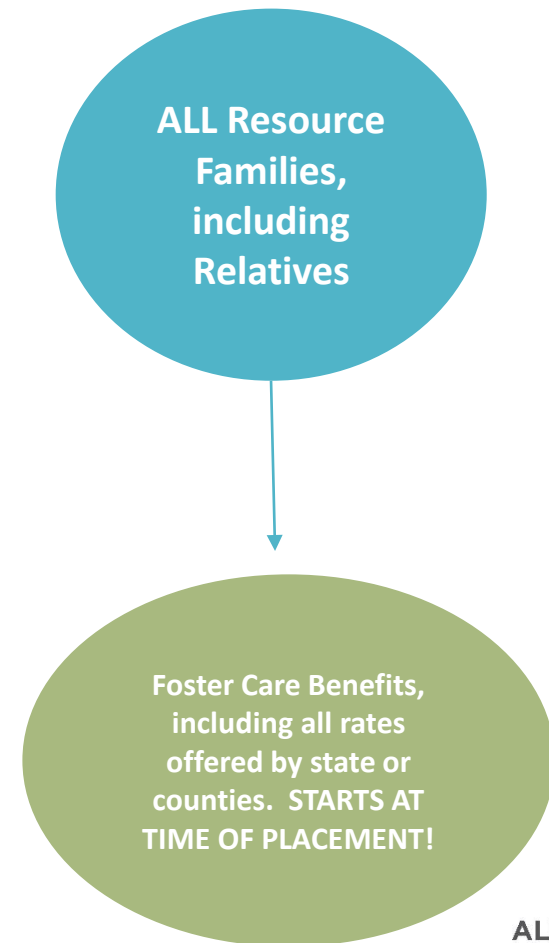 ALL Resource
Families,
including
Relatives
Foster Care Benefits,
including all rates
offered by state or
counties.  STARTS AT
TIME OF PLACEMENT!
AL